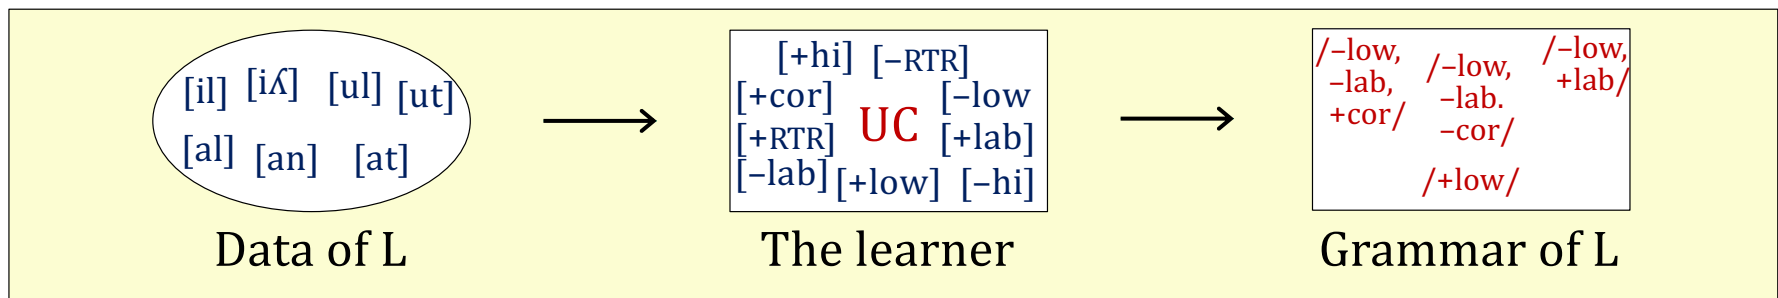 [il] [iʎ] [ul] [ut]
[al] [an] [at]
Data of L
[+hi] [–RTR]
[+cor] [–low
UC
[+RTR] [+lab]
[–lab] [+low] [–hi]
The learner
/–low,
–lab,
+cor/
/–low,
–lab.
–cor/
/–low,
+lab/
/+low/
Grammar of L